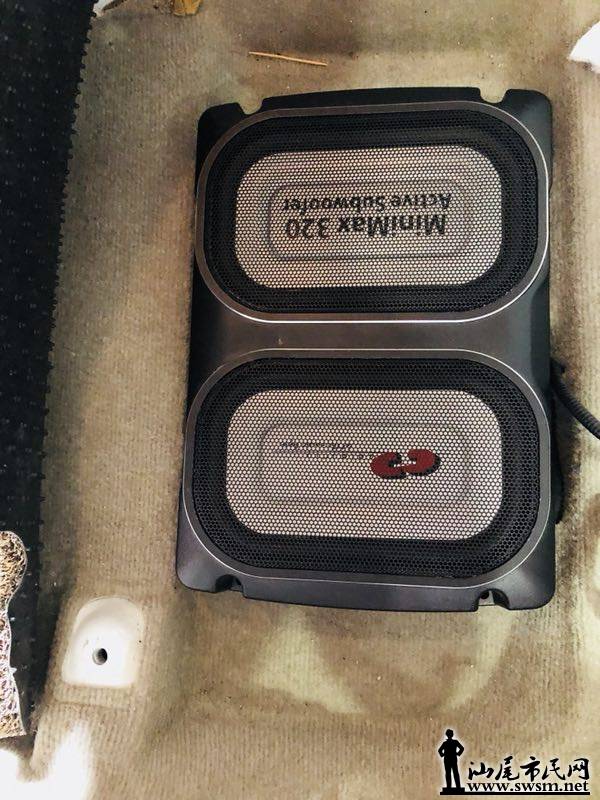 MiniMax 320
Active Subwoofer
汕尾市民网
www.swsm.net